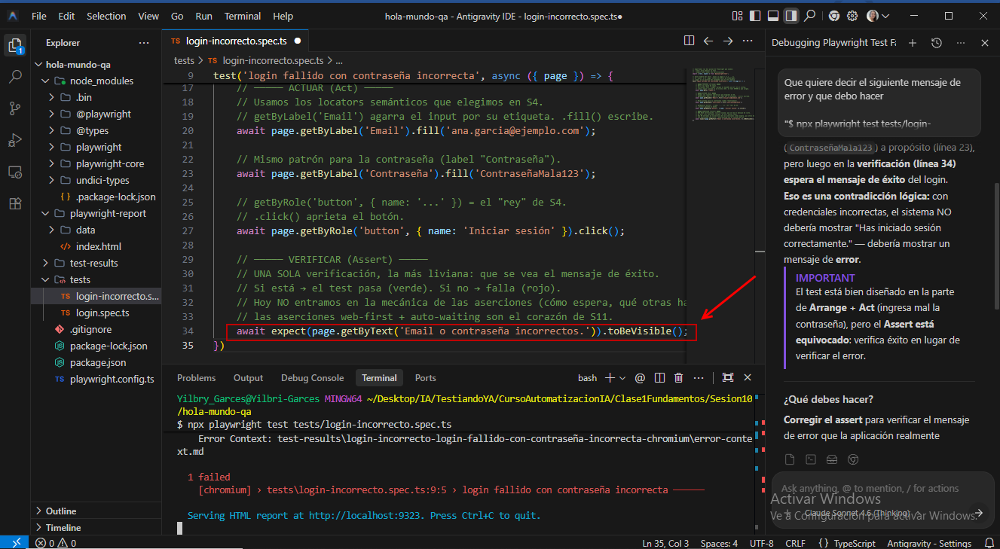 File Edit Selection View Go Run Terminal Help
hola-mundo-qa - Antigravity IDE - login-incorrecto.spec.ts●
Explorer ···
hola-mundo-qa
node_modules
.bin
@playwright
@types
playwright
playwright-core
undici-types
{ } .package-lock.json
playwright-report
data
index.html
test-results
tests
TS login-incorrecto.s...
TS login.spec.ts
.gitignore
package-lock.json
package.json
TS playwright.config.ts
Outline
Timeline
TS login-incorrecto.spec.ts ●
tests > TS login-incorrecto.spec.ts > ...
9 test('login fallido con contraseña incorrecta', async ({ page }) => {
17 // ───── ACTUAR (Act) ─────
18 // Usamos los locators semánticos que elegimos en S4.
19 // getByLabel('Email') agarra el input por su etiqueta. .fill() escribe.
20 await page.getByLabel('Email').fill('ana.garcia@ejemplo.com');
21
22 // Mismo patrón para la contraseña (label "Contraseña").
23 await page.getByLabel('Contraseña').fill('ContraseñaMala123');
24
25 // getByRole('button', { name: '...' }) = el "rey" de S4.
26 // .click() aprieta el botón.
27 await page.getByRole('button', { name: 'Iniciar sesión' }).click();
28
29 // ───── VERIFICAR (Assert) ─────
30 // UNA SOLA verificación, la más liviana: que se vea el mensaje de éxito.
31 // Si está → el test pasa (verde). Si no → falla (rojo).
32 // Hoy NO entramos en la mecánica de las aserciones (cómo espera, qué otras ha
33 // las aserciones web-first + auto-waiting son el corazón de S11.
34 await expect(page.getByText('Email o contraseña incorrectos.')).toBeVisible();
35 })
Problems Output Debug Console Terminal Ports
bash
Yilbry_Garces@Yilbri-Garces MINGW64 ~/Desktop/IA/TestiandoYA/CursoAutomatizacionIA/Clase1Fundamentos/Sesion10
/hola-mundo-qa
$ npx playwright test tests/login-incorrecto.spec.ts
Error Context: test-results\login-incorrecto-login-fallido-con-contraseña-incorrecta-chromium\error-conte
xt.md
1 failed
[chromium] › tests\login-incorrecto.spec.ts:9:5 › login fallido con contraseña incorrecta ─────
Serving HTML report at http://localhost:9323. Press Ctrl+C to quit.
Debugging Playwright Test Fa
Que quiere decir el siguiente mensaje de
error y que debo hacer
"$ npx playwright test tests/login-
(ContraseñaMala123) a propósito (línea 23),
pero luego en la verificación (línea 34)
espera el mensaje de éxito del login.
Eso es una contradicción lógica: con
credenciales incorrectas, el sistema NO
debería mostrar "Has iniciado sesión
correctamente." — debería mostrar un
mensaje de error.
IMPORTANT
El test está bien diseñado en la parte
de Arrange + Act (ingresa mal la
contraseña), pero el Assert está
equivocado: verifica éxito en lugar de
verificar el error.
¿Qué debes hacer?
Corregir el assert para verificar el mensaje
de error que la aplicación realmente
Ask anything, @ to mention, / for actions
Claude Sonnet 4.6 (Thinking)
Activar Windows
Ve a Configuración para activar Windows.
0 0
Ln 35, Col 3 Spaces: 4 UTF-8 CRLF { } TypeScript Antigravity - Settings